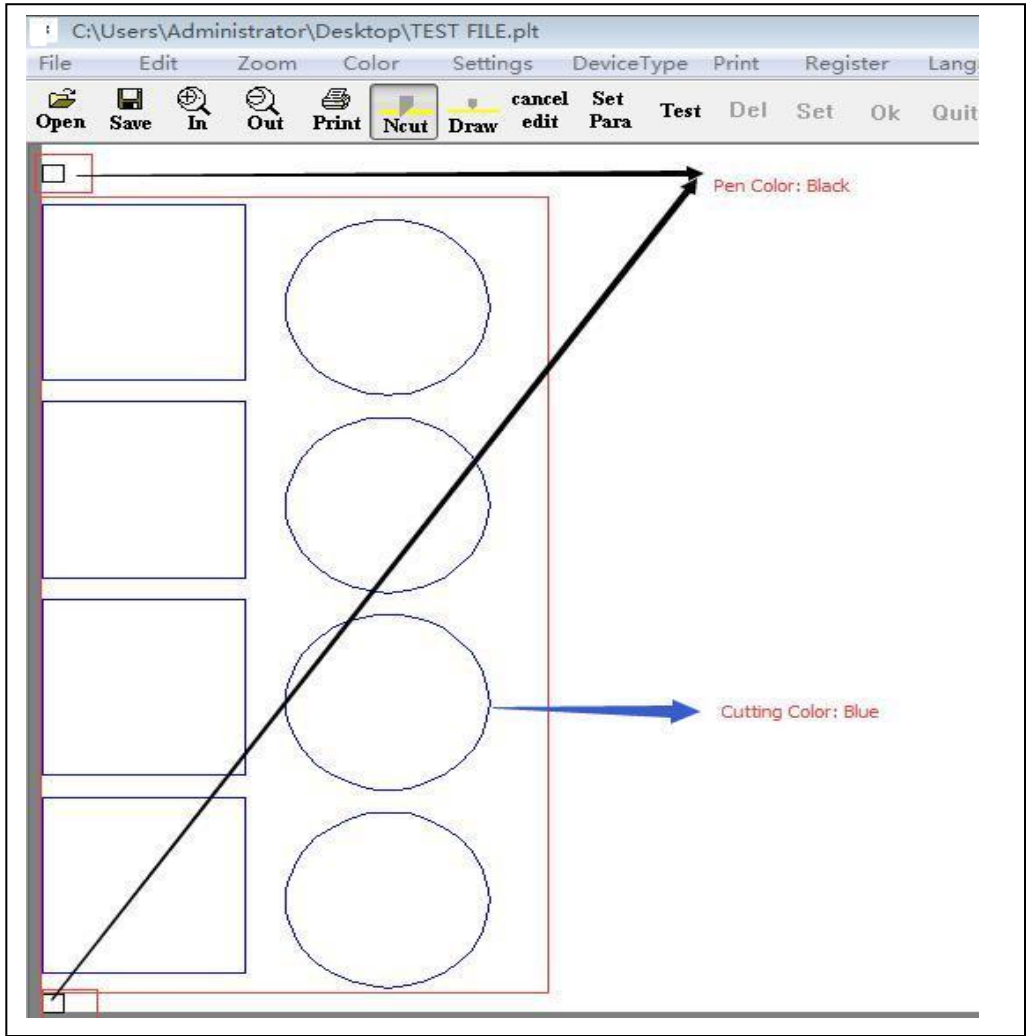 C:\Users\Administrator\Desktop\TEST FILE.plt
File Edit Zoom Color Settings DeviceType Print Register Lang
Open Save In Out Print Ncut Draw cancel edit Set Para Test Del Set Ok Quit
Pen Color: Black
Cutting Color: Blue